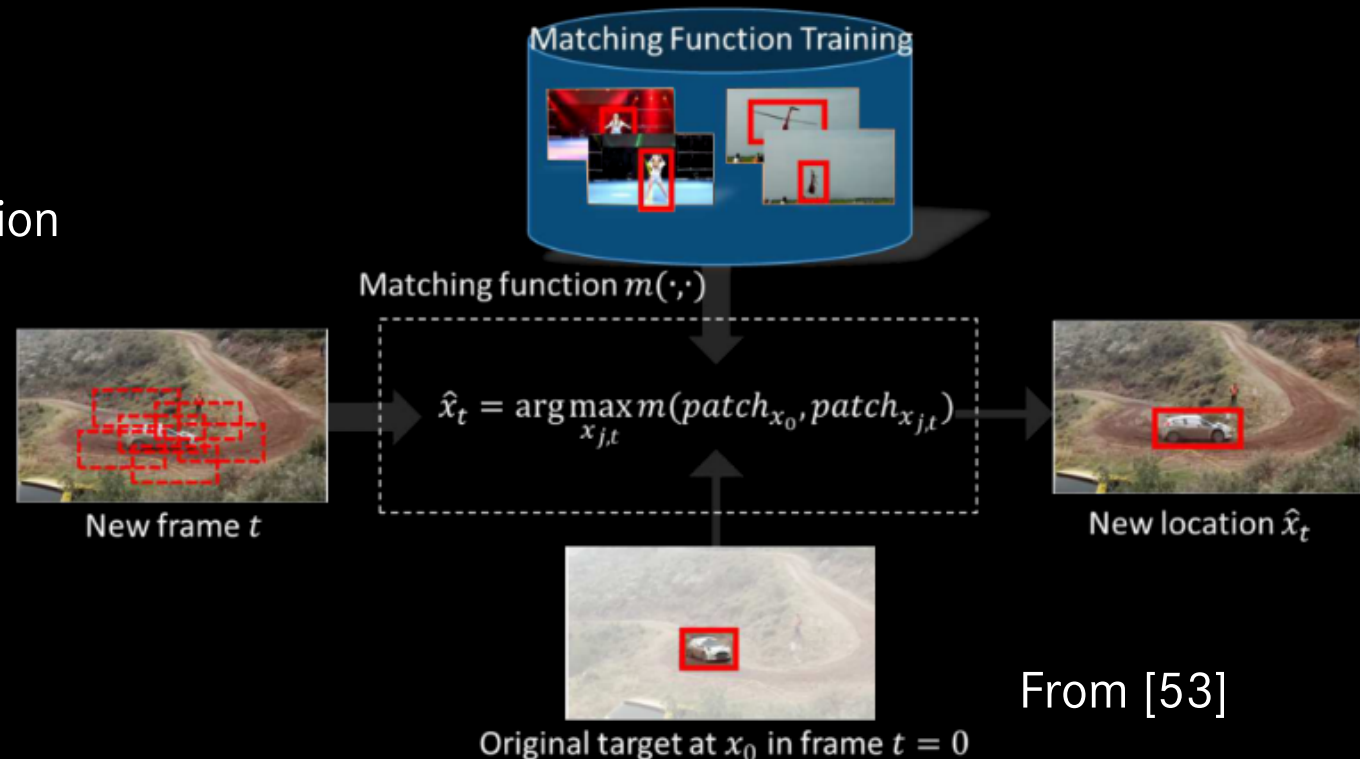 Matching Function Training
ion
Matching function m(·,·)
x̂_t = arg max_{x_{j,t}} m(patch_{x_0}, patch_{x_{j,t}})
New frame t
New location x̂_t
From [53]
Original target at x_0 in frame t = 0